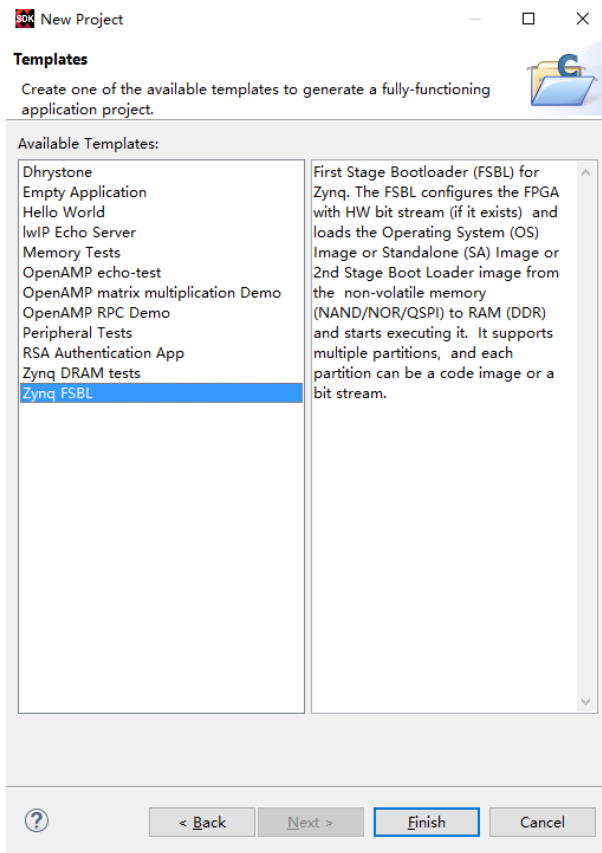 SDK New Project
Templates
Create one of the available templates to generate a fully-functioning
application project.
Available Templates:
Dhrystone
Empty Application
Hello World
lwIP Echo Server
Memory Tests
OpenAMP echo-test
OpenAMP matrix multiplication Demo
OpenAMP RPC Demo
Peripheral Tests
RSA Authentication App
Zynq DRAM tests
Zynq FSBL
First Stage Bootloader (FSBL) for
Zynq. The FSBL configures the FPGA
with HW bit stream (if it exists) and
loads the Operating System (OS)
Image or Standalone (SA) Image or
2nd Stage Boot Loader image from
the non-volatile memory
(NAND/NOR/QSPI) to RAM (DDR)
and starts executing it. It supports
multiple partitions, and each
partition can be a code image or a
bit stream.
? < Back Next > Finish Cancel